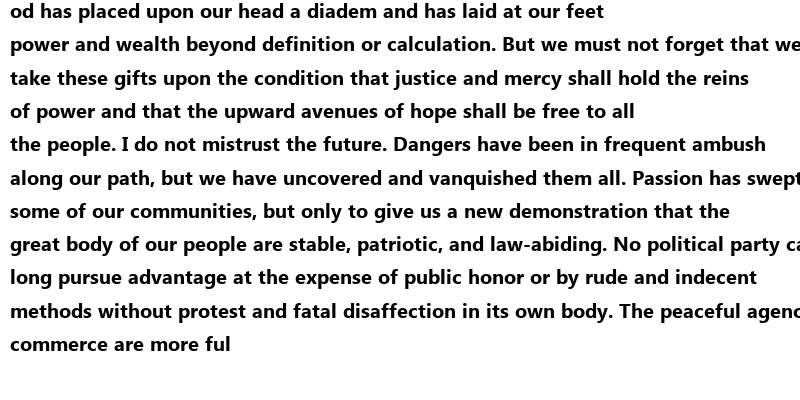 od has placed upon our head a diadem and has laid at our feet
power and wealth beyond definition or calculation. But we must not forget that we
take these gifts upon the condition that justice and mercy shall hold the reins
of power and that the upward avenues of hope shall be free to all
the people. I do not mistrust the future. Dangers have been in frequent ambush
along our path, but we have uncovered and vanquished them all. Passion has swept
some of our communities, but only to give us a new demonstration that the
great body of our people are stable, patriotic, and law-abiding. No political party ca
long pursue advantage at the expense of public honor or by rude and indecent
methods without protest and fatal disaffection in its own body. The peaceful agenc
commerce are more ful